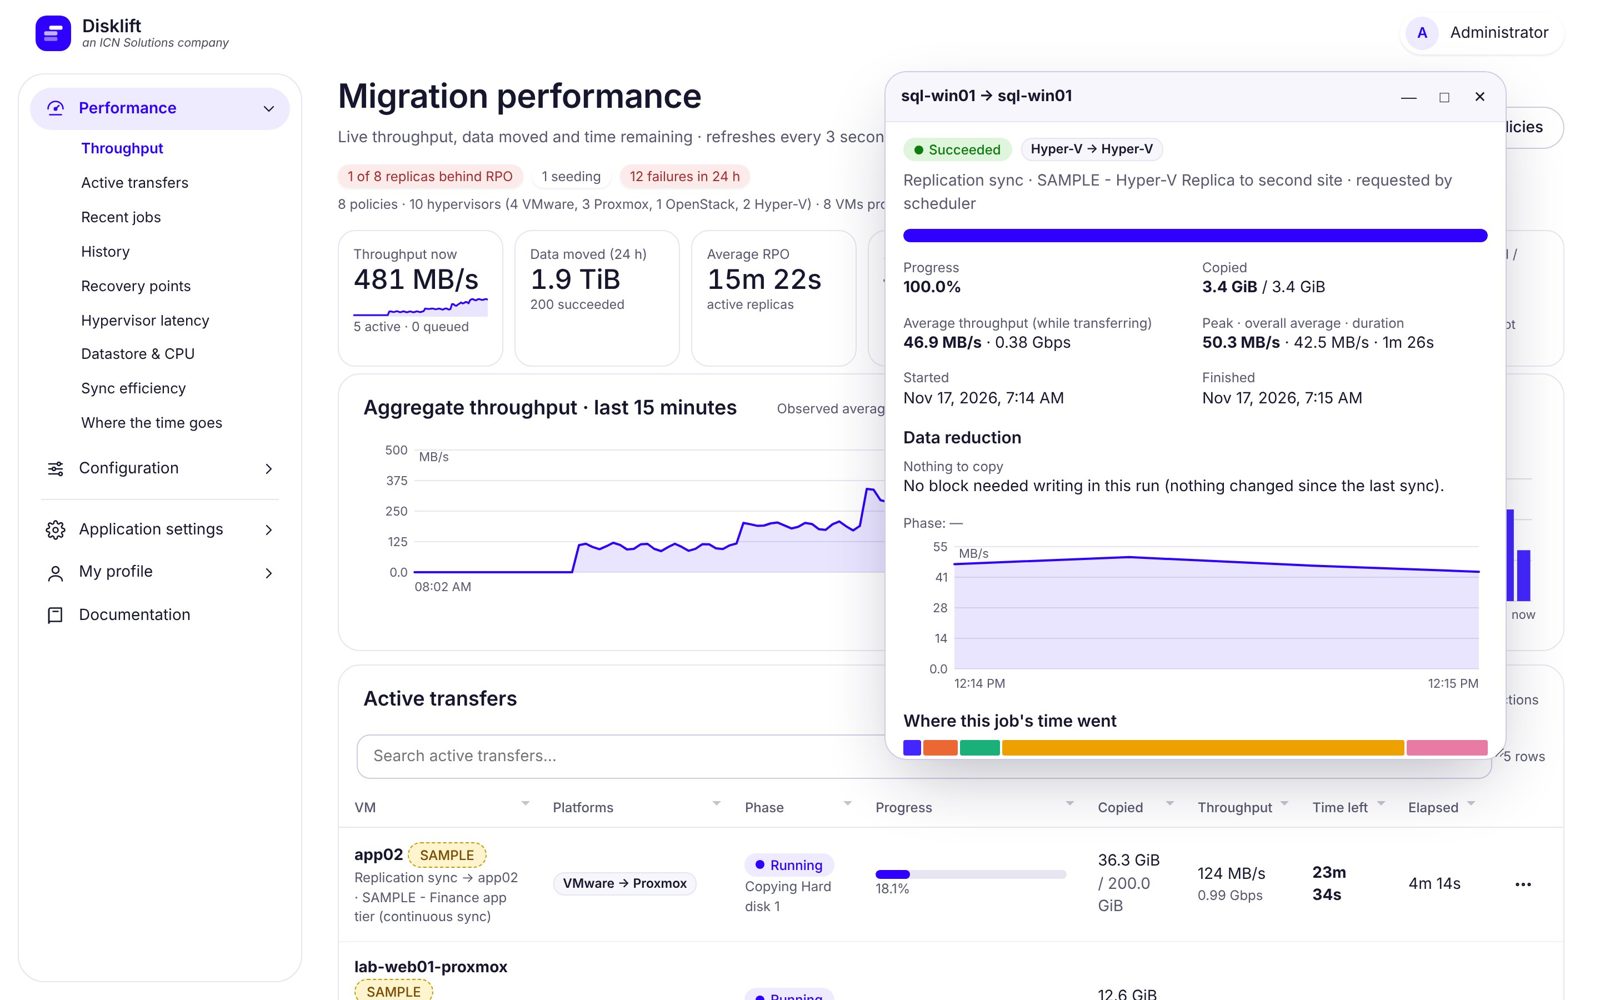 Disklift
an ICN Solutions company
A
Administrator
Performance
Throughput
Active transfers
Recent jobs
History
Recovery points
Hypervisor latency
Datastore & CPU
Sync efficiency
Where the time goes
Configuration
Application settings
My profile
Documentation
Migration performance
Live throughput, data moved and time remaining · refreshes every 3
1 of 8 replicas behind RPO
1 seeding
12 failures in 24 h
8 policies · 10 hypervisors (4 VMware, 3 Proxmox, 1 OpenStack, 2 Hyper-V) · 8 VMs
Throughput now
481 MB/s
5 active · 0 queued
Data moved (24 h)
1.9 TiB
200 succeeded
Average RPO
15m 22s
active replicas
Aggregate throughput · last 15 minutes
Observed
500
MB/s
375
250
125
0.0
08:02 AM
now
sql-win01 → sql-win01
Succeeded
Hyper-V → Hyper-V
Replication sync · SAMPLE - Hyper-V Replica to second site · requested by
scheduler
Progress
100.0%
Copied
3.4 GiB / 3.4 GiB
Average throughput (while transferring)
46.9 MB/s · 0.38 Gbps
Peak · overall average · duration
50.3 MB/s · 42.5 MB/s · 1m 26s
Started
Nov 17, 2026, 7:14 AM
Finished
Nov 17, 2026, 7:15 AM
Data reduction
Nothing to copy
No block needed writing in this run (nothing changed since the last sync).
Phase: —
55
MB/s
41
28
14
0.0
12:14 PM
12:15 PM
Where this job's time went
Active transfers
Search active transfers...
5 rows
VM
Platforms
Phase
Progress
Copied
Throughput
Time left
Elapsed
app02 SAMPLE
Replication sync → app02
· SAMPLE - Finance app
tier (continuous sync)
VMware → Proxmox
Running
Copying Hard
disk 1
18.1%
36.3 GiB
/ 200.0
GiB
124 MB/s
0.99 Gbps
23m
34s
4m 14s
lab-web01-proxmox
SAMPLE
Running
12.6 GiB